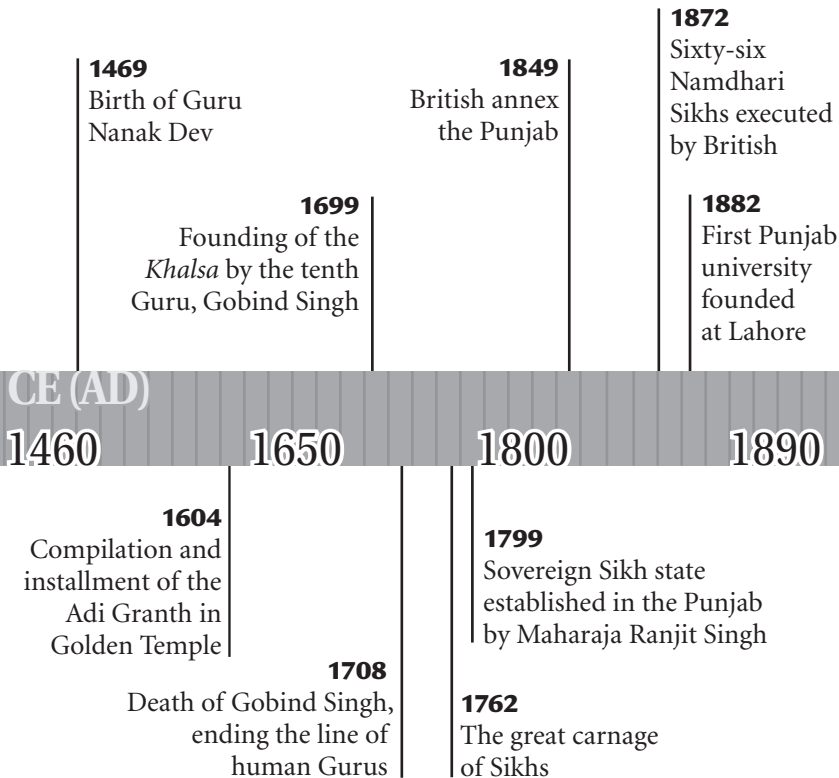 1469
Birth of Guru
Nanak Dev
1699
Founding of the
Khalsa by the tenth
Guru, Gobind Singh
1849
British annex
the Punjab
1872
Sixty-six
Namdhari
Sikhs executed
by British
1882
First Punjab
university
founded
at Lahore
CE (AD)
1460 1650 1800 1890
1604
Compilation and
installment of the
Adi Granth in
Golden Temple
1708
Death of Gobind Singh,
ending the line of
human Gurus
1799
Sovereign Sikh state
established in the Punjab
by Maharaja Ranjit Singh
1762
The great carnage
of Sikhs